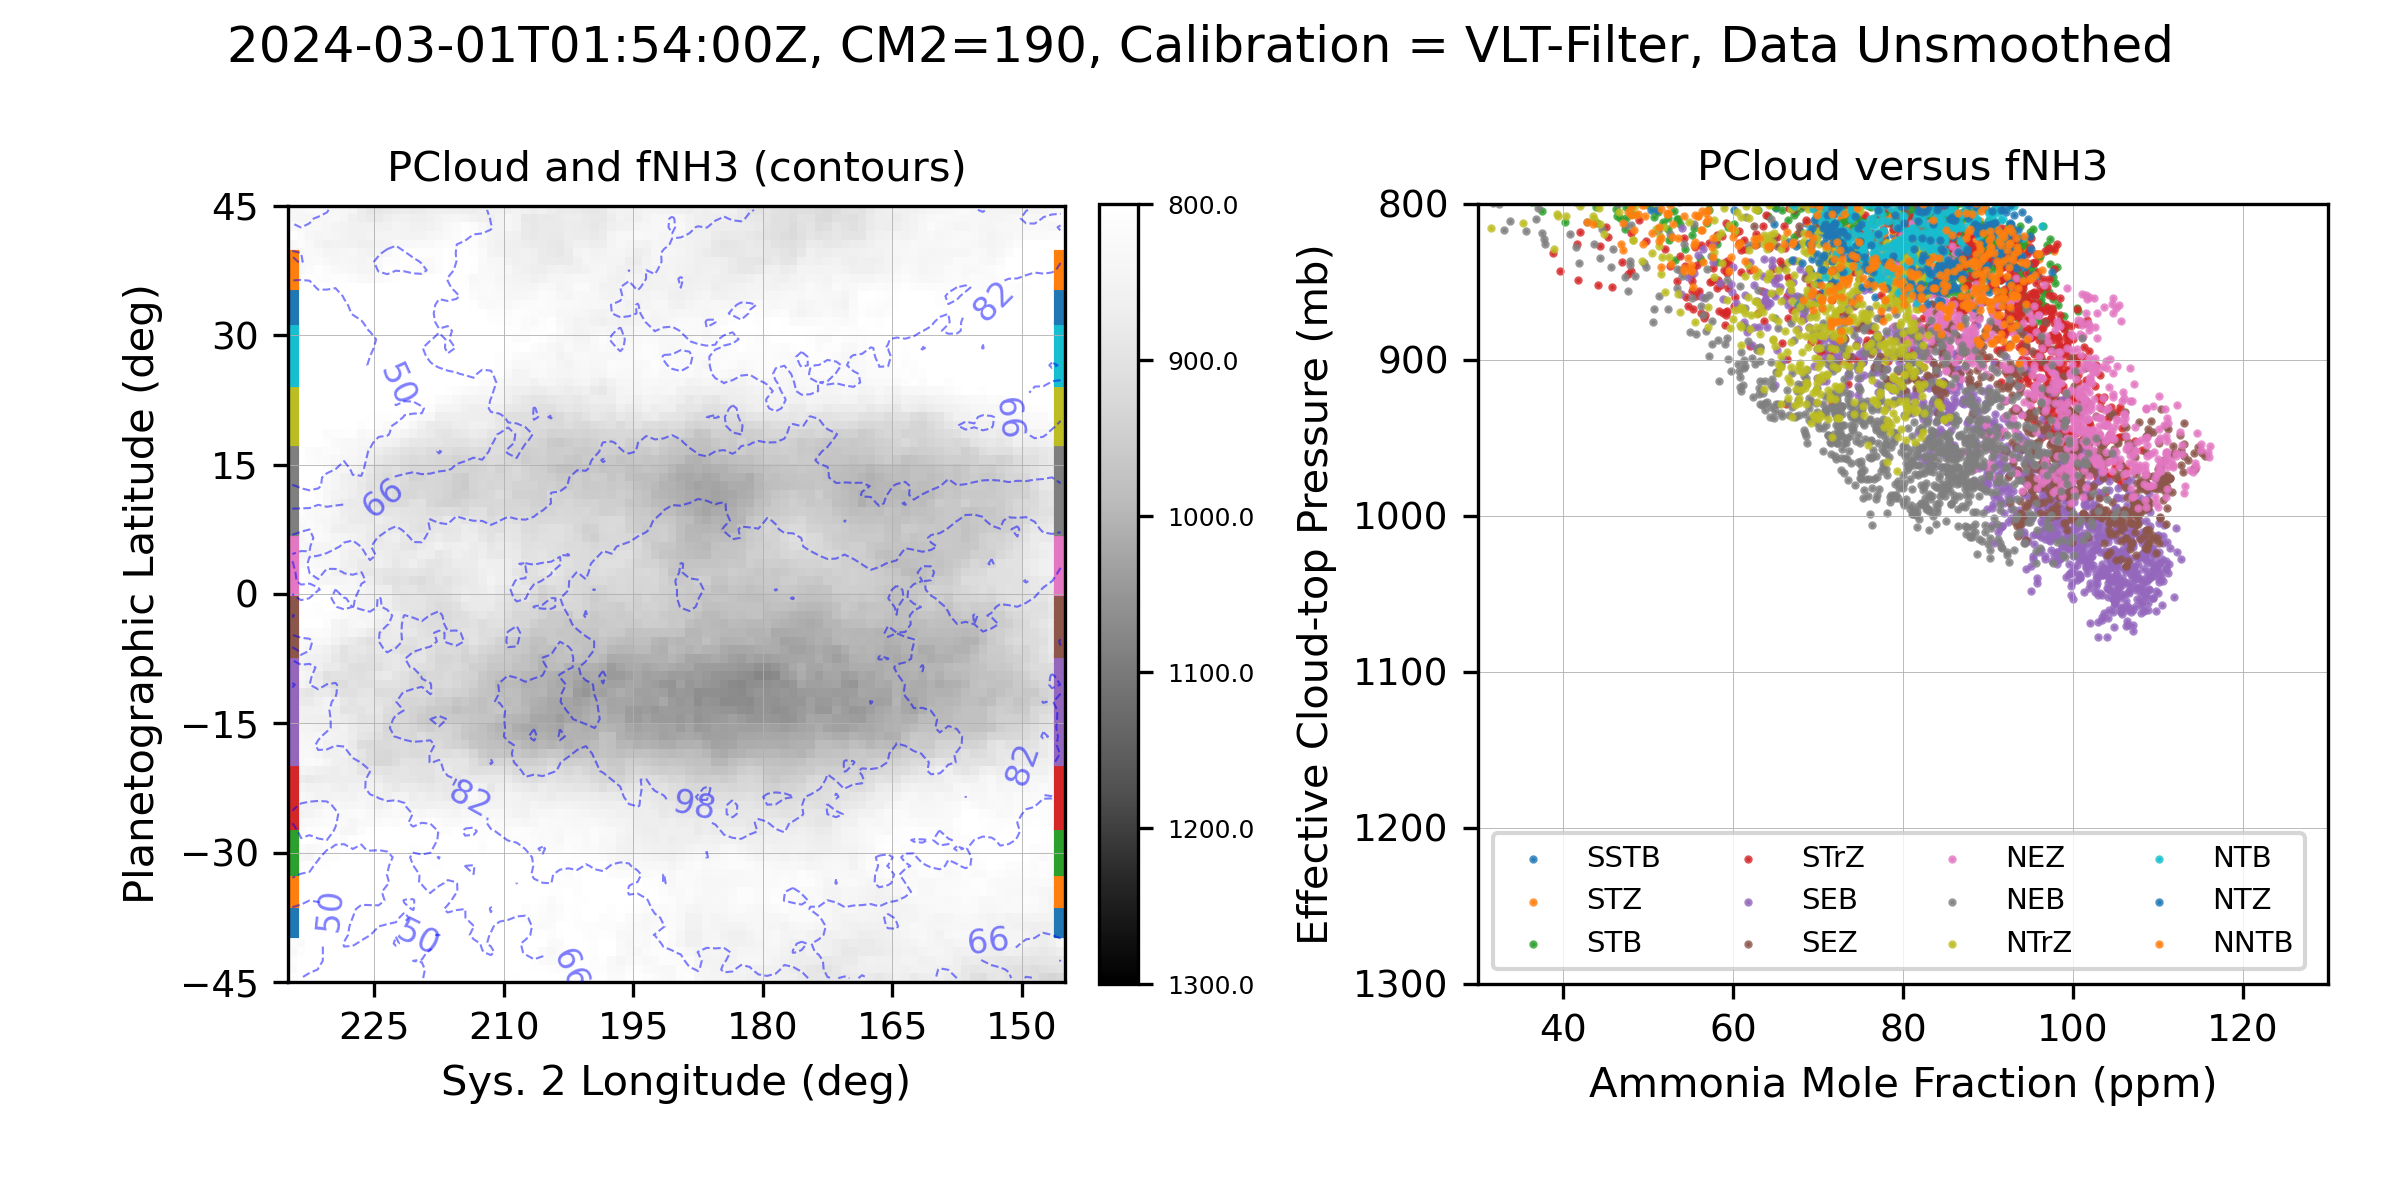 2024-03-01T01:54:00Z, CM2=190, Calibration = VLT-Filter, Data Unsmoothed
PCloud and fNH3 (contours)
Planetographic Latitude (deg)
45
30
15
0
−15
−30
−45
225
210
195
180
165
150
Sys. 2 Longitude (deg)
82
50
66
66
82
82
98
50
50
66
66
800.0
900.0
1000.0
1100.0
1200.0
1300.0
PCloud versus fNH3
Effective Cloud-top Pressure (mb)
800
900
1000
1100
1200
1300
40
60
80
100
120
Ammonia Mole Fraction (ppm)
SSTB
STZ
STB
STrZ
SEB
SEZ
NEZ
NEB
NTrZ
NTB
NTZ
NNTB